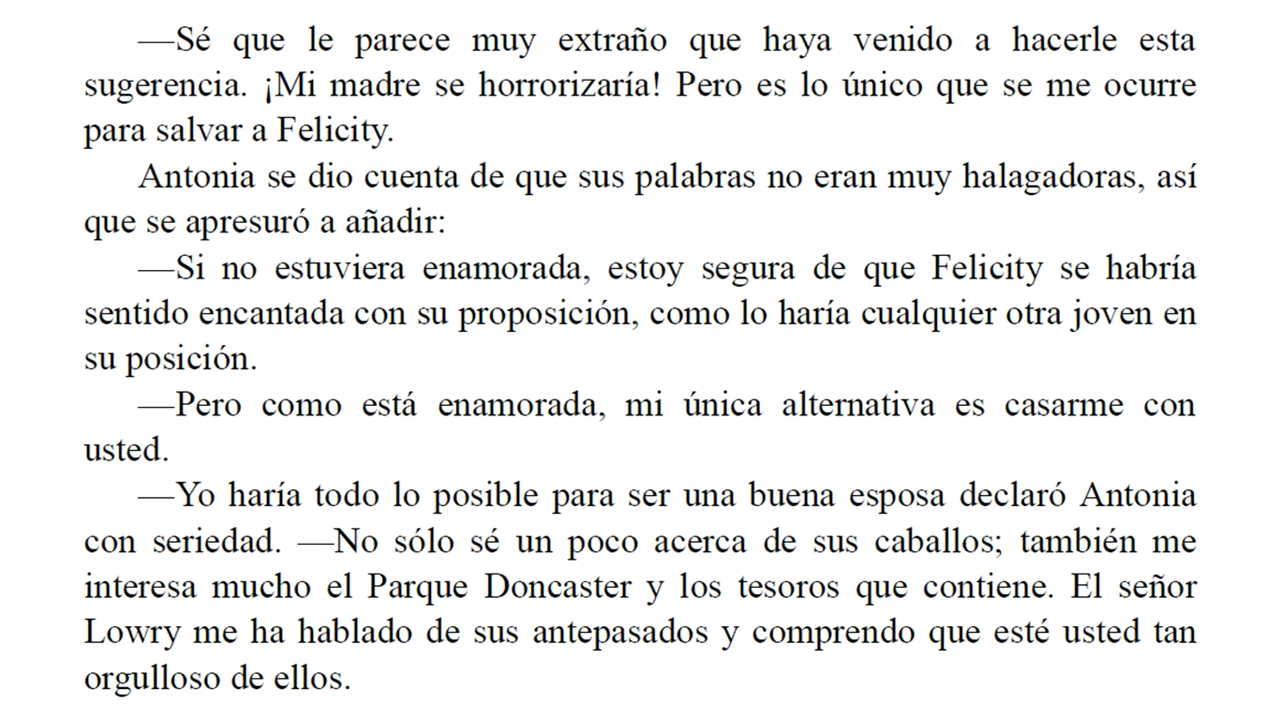 —Sé que le parece muy extraño que haya venido a hacerle esta
sugerencia. ¡Mi madre se horrorizaría! Pero es lo único que se me ocurre
para salvar a Felicity.
Antonia se dio cuenta de que sus palabras no eran muy halagadoras, así
que se apresuró a añadir:
—Si no estuviera enamorada, estoy segura de que Felicity se habría
sentido encantada con su proposición, como lo haría cualquier otra joven en
su posición.
—Pero como está enamorada, mi única alternativa es casarme con
usted.
—Yo haría todo lo posible para ser una buena esposa declaró Antonia
con seriedad. —No sólo sé un poco acerca de sus caballos; también me
interesa mucho el Parque Doncaster y los tesoros que contiene. El señor
Lowry me ha hablado de sus antepasados y comprendo que esté usted tan
orgulloso de ellos.